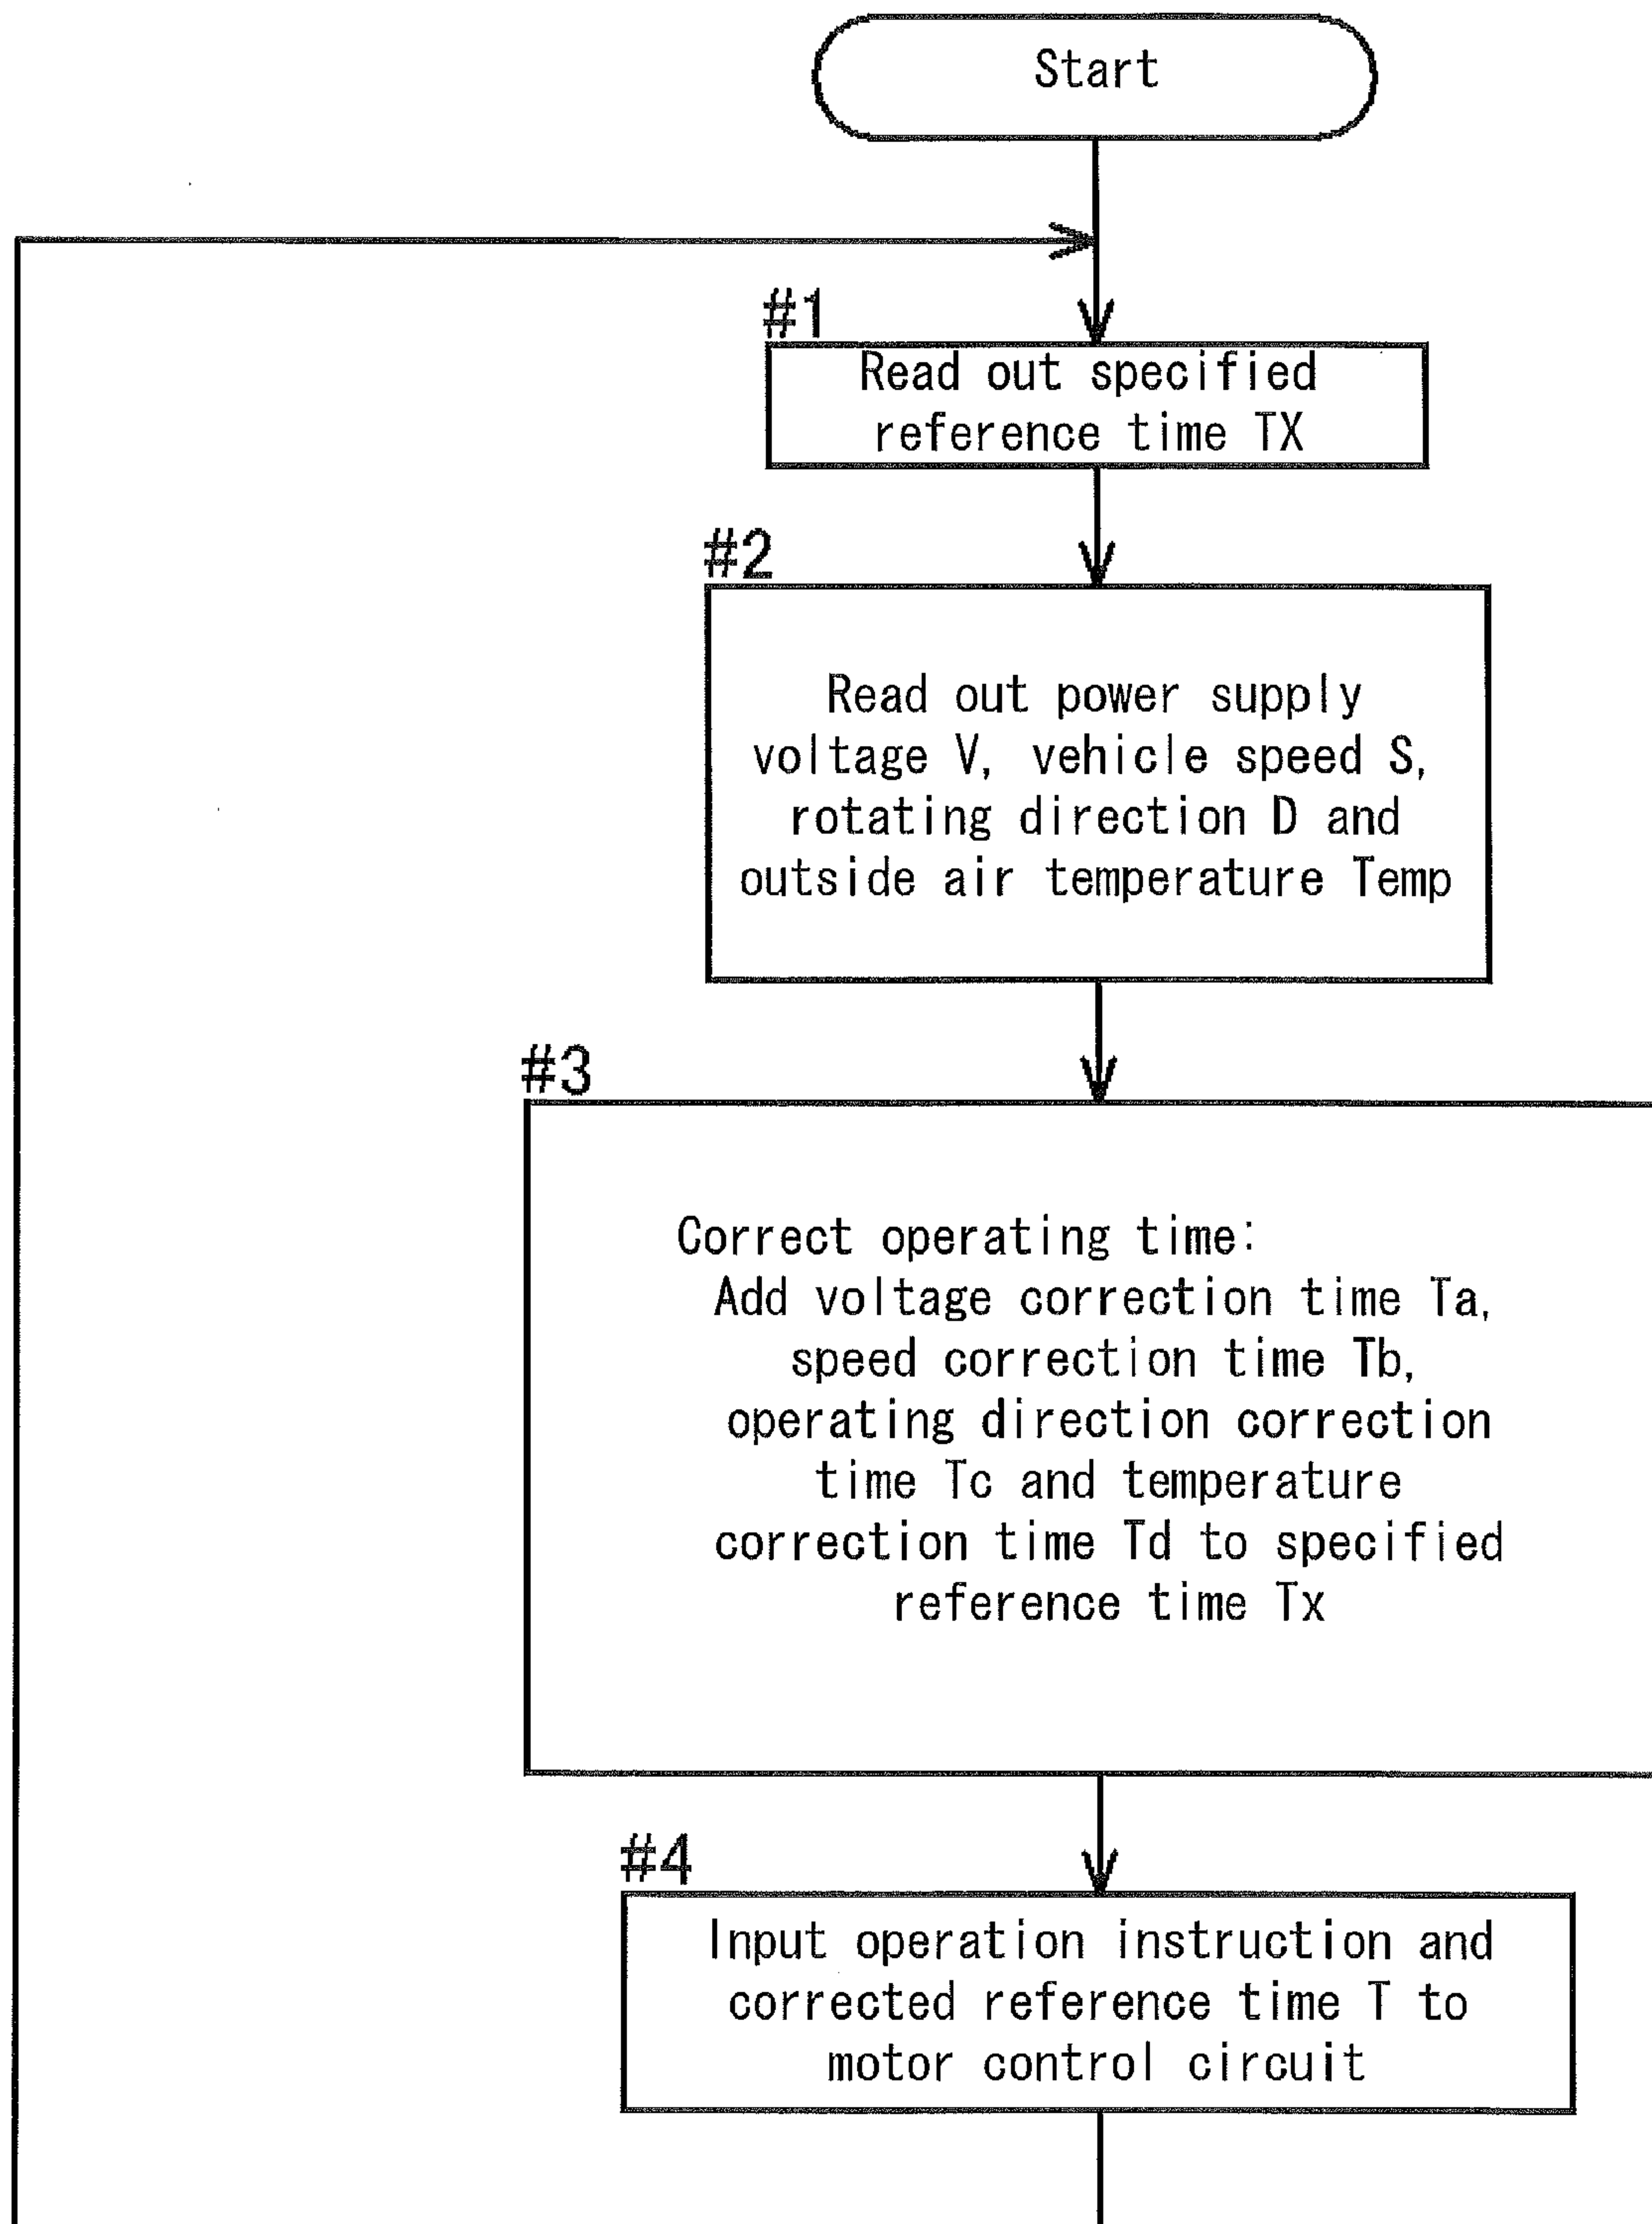 Start
#1
Read out specified
reference time TX
#2
Read out power supply
voltage V, vehicle speed S,
rotating direction D and
outside air temperature Temp
#3
Correct operating time:
Add voltage correction time Ta,
speed correction time Tb,
operating direction correction
time Tc and temperature
correction time Td to specified
reference time Tx
#4
Input operation instruction and
corrected reference time T to
motor control circuit